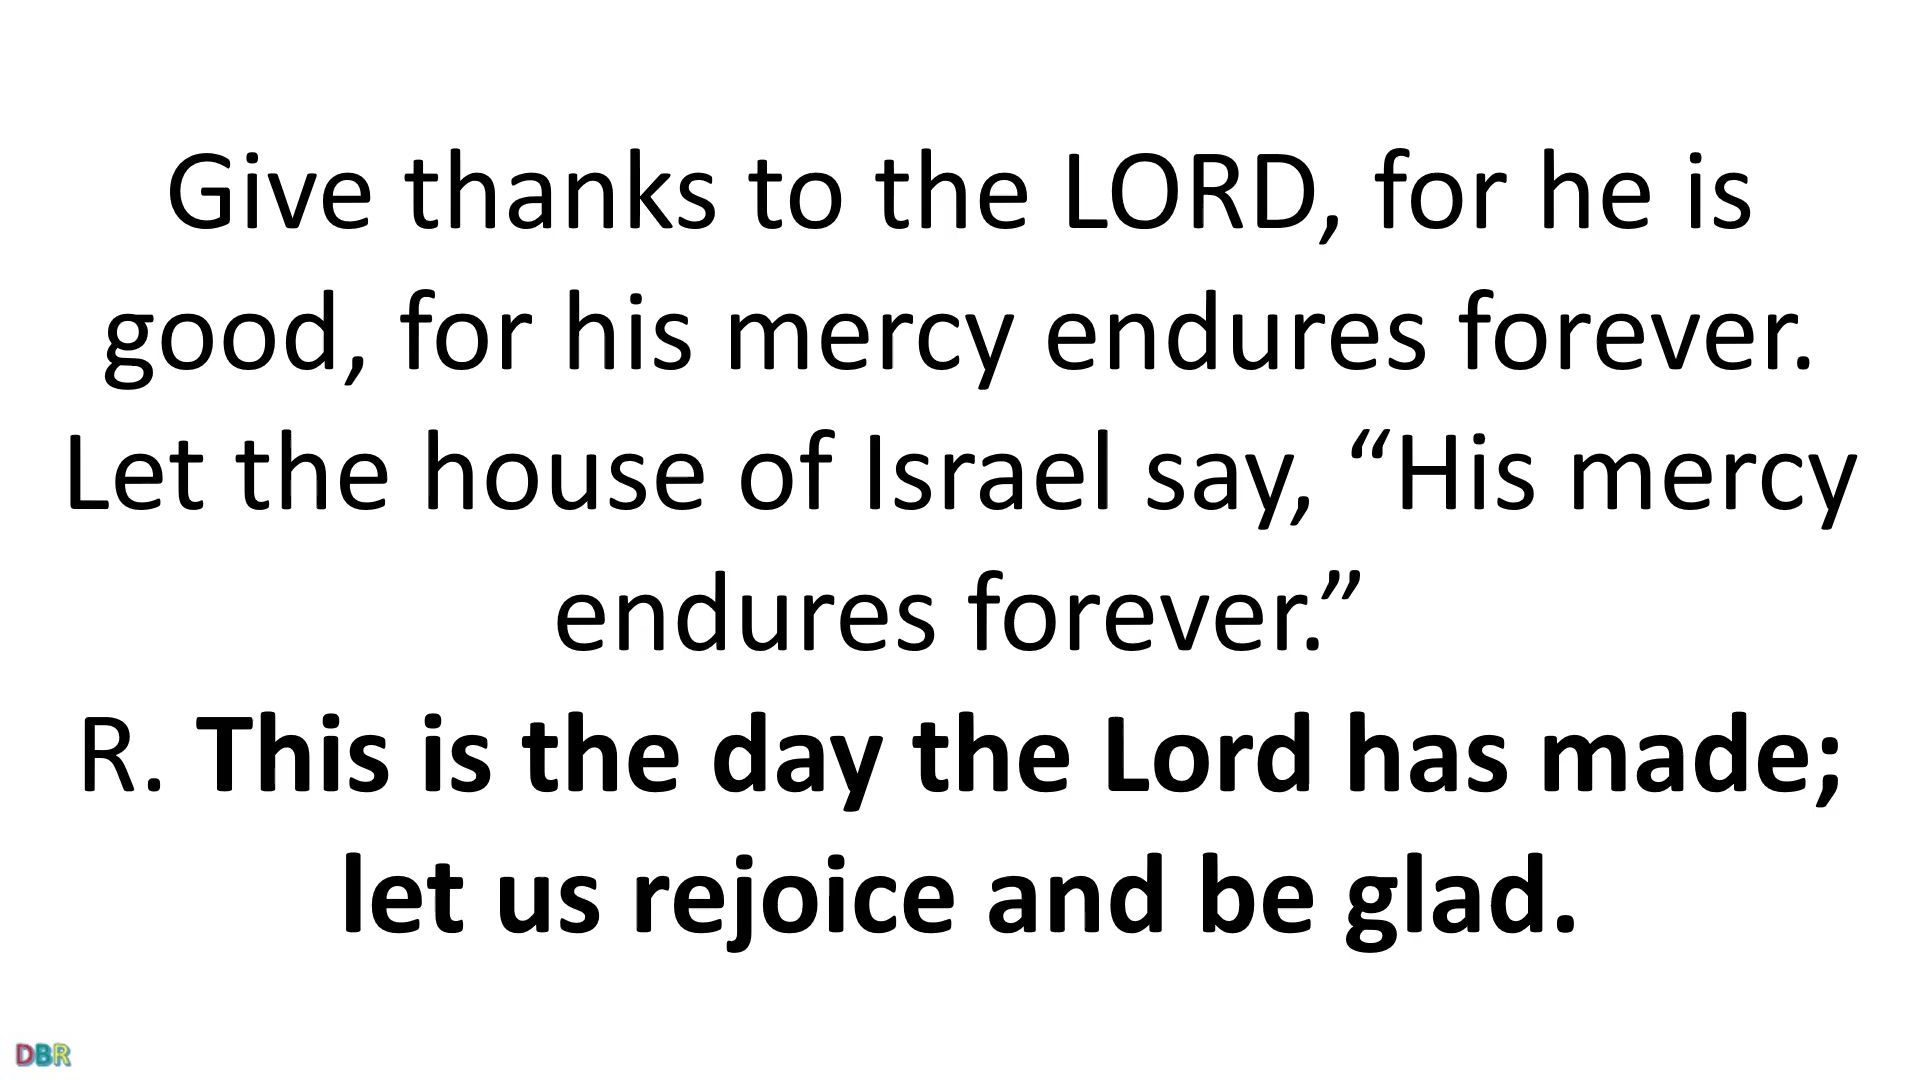 Give thanks to the LORD, for he is
good, for his mercy endures forever.
Let the house of Israel say, “His mercy
endures forever.”
R. This is the day the Lord has made;
let us rejoice and be glad.
DBR